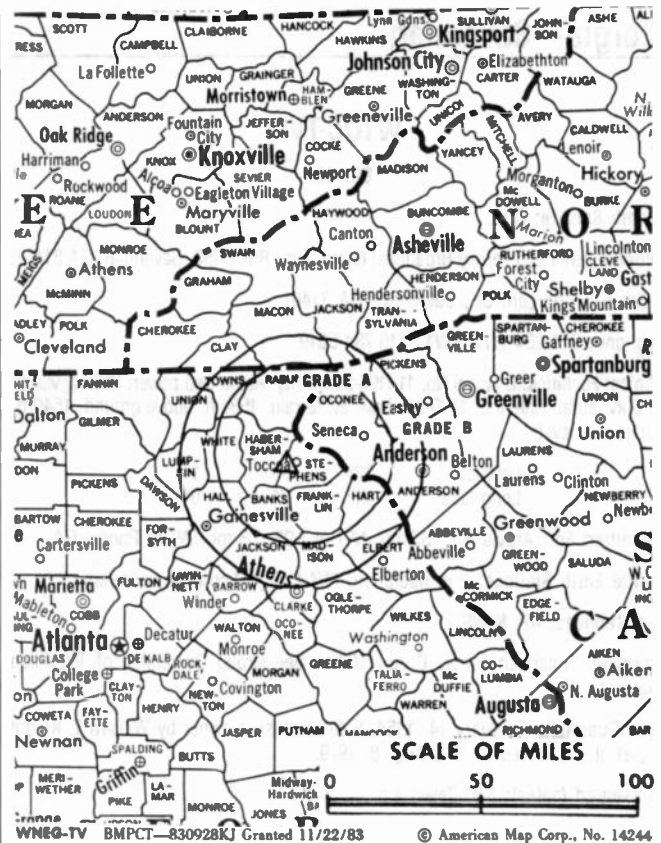 SCOTT
CAMPBELL
CLAIBORNE
HANCOCK
HAWKINS
Lynn Gdns
SULLIVAN
JOHN-
SON
ASHE
Kingsport
RESS
La Follette
UNION
GRAINGER
Morristown
HAM-
BLEN
GREENE
Johnson City
WASHING-
TON
Elizabethton
CARTER
WATAUGA
MORGAN
ANDERSON
Fountain
City
JEFFER-
SON
Greeneville
UNICOI
MITCHELL
AVERY
CALDWELL
Lenoir
Oak Ridge
Harriman
KNOX
Knoxville
COCKE
Newport
MADISON
YANCEY
Hickory
Rockwood
ROANE
Alcoa
SEVIER
Eagleton Village
Maryville
BLOUNT
Morganton
BURKE
Mc
DOWELL
Marion
E
E
LOUDON
HAYWOOD
BUNCOMBE
N
O
R
MEIGS
MONROE
Athens
McMINN
SWAIN
GRAHAM
Canton
Waynesville
Asheville
HENDERSON
Hendersonville
RUTHERFORD
Forest
City
Lincolnton
CLEVE
LAND
Gast
Shelby
Kings Mountain
POLK
POLK
CHEROKEE
MACON
JACKSON
TRAN-
SYLVANIA
Cleveland
CLAY
GREEN-
VILLE
SPARTAN-
BURG
CHEROKEE
Gaffney
FANNIN
TOWNS
RABUN
GRADE A
PICKENS
Spartanburg
Dalton
GILMER
UNION
OCONEE
Easley
Greer
Greenville
UNION
Union
MURRAY
WHITE
HABER-
SHAM
Seneca
GRADE B
LUMP-
KIN
Toccoa
STE-
PHENS
Anderson
Belton
LAURENS
Laurens
Clinton
PICKENS
DAWSON
HALL
BANKS
FRANK-
LIN
HART
ANDERSON
NEWBERRY
BARTOW
CHEROKEE
Cartersville
FOR-
SYTH
Gainesville
Greenwood
JACKSON
MAD-
ISON
ELBERT
Elberton
ABBEVILLE
Abbeville
GREEN-
WOOD
SALUDA
S
Marietta
Mableton
COBB
FULTON
GWIN-
NETT
BARROW
Winder
Athens
CLARKE
OGLE-
THORPE
Mc
CORMICK
EDGE-
FIELD
Atlanta
Decatur
DE KALB
WALTON
Monroe
OCO-
NEE
WILKES
Washington
LINCOLN
C
A
DOUGLAS
College
Park
CLAY-
TON
ROCK-
DALE
NEW-
TON
Covington
MORGAN
GREENE
TALIA-
FERRO
Mc
DUFFIE
CO-
LUMBIA
AIKEN
Aiken
N. Augusta
COWETA
Newnan
FAY-
ETTE
HENRY
WARREN
Augusta
RICHMOND
BAR
SPALDING
Griffin
BUTTS
JASPER
PUTNAM
HANCOCK
SCALE OF MILES
0 50 100
MERI-
WETHER
PIKE
LA-
MAR
MONROE
JONES
Midway-
Hardwick
WNEG-TV BMPCT—830928KJ Granted 11/22/83 © American Map Corp., No. 14244